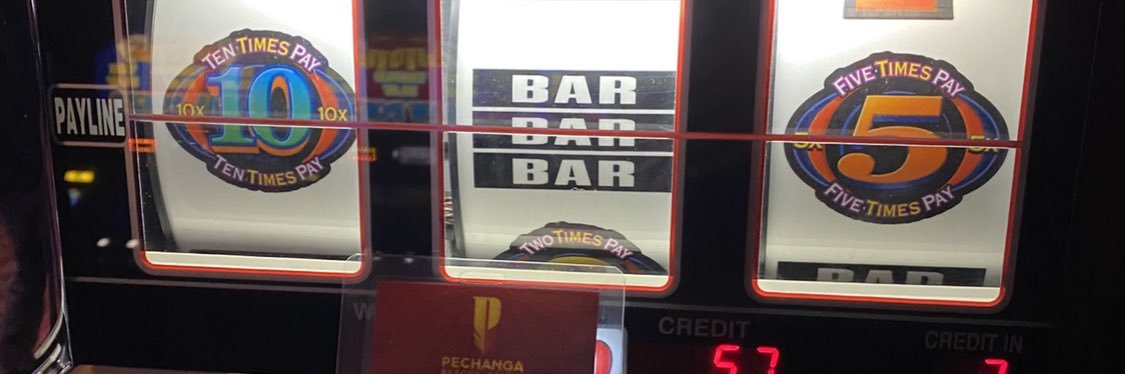 TEN TIMES PAY
10x 10 10x
TEN TIMES PAY
PAYLINE
BAR
BAR
BAR
TWO TIMES PAY
FIVE TIMES PAY
5x 5 5x
FIVE TIMES PAY
BAR
PECHANGA
W
CREDIT
57
CREDIT IN